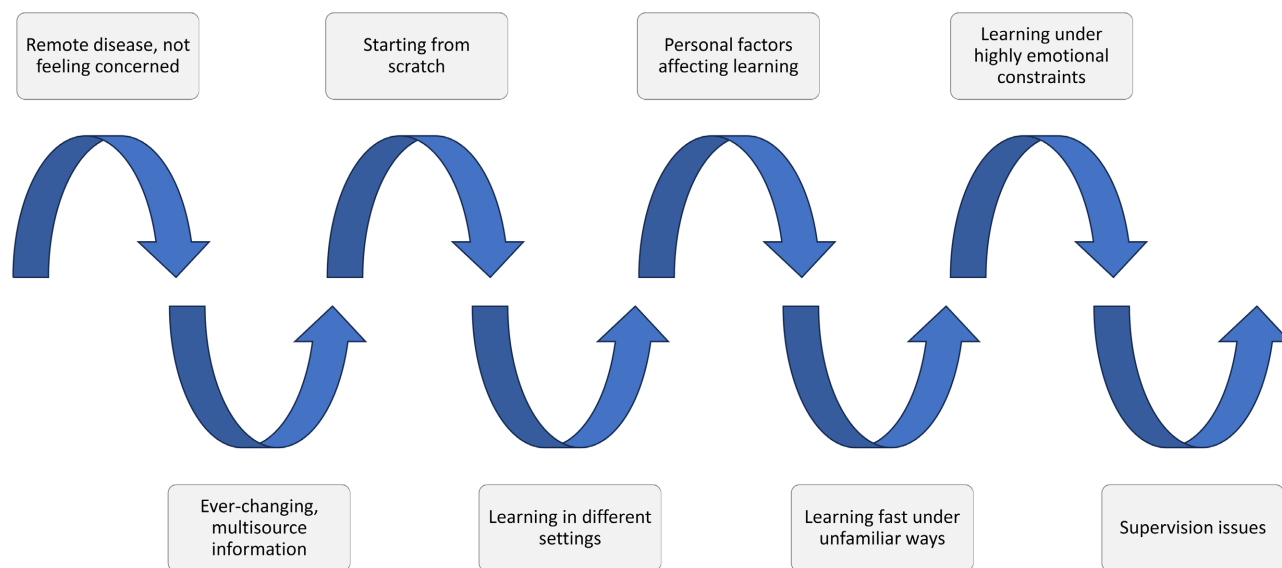 Remote disease, not
feeling concerned
Starting from
scratch
Personal factors
affecting learning
Learning under
highly emotional
constraints
Ever-changing,
multisource
information
Learning in different
settings
Learning fast under
unfamiliar ways
Supervision issues